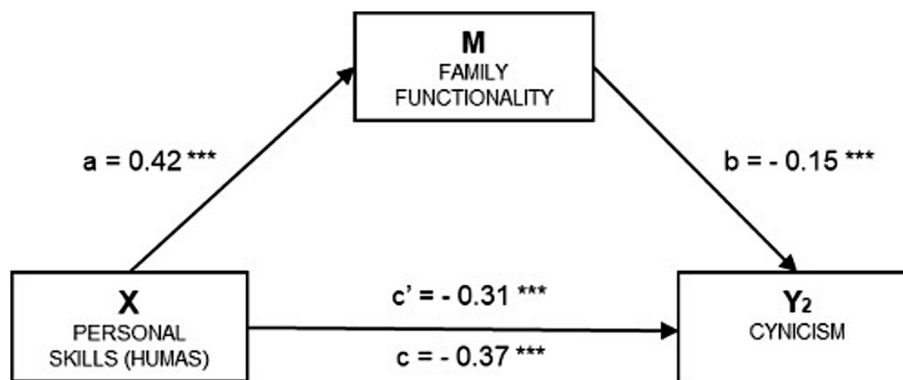 M
FAMILY
FUNCTIONALITY
a = 0.42 ***
b = - 0.15 ***
X
PERSONAL
SKILLS (HUMAS)
c’ = - 0.31 ***
c = - 0.37 ***
Y₂
CYNICISM